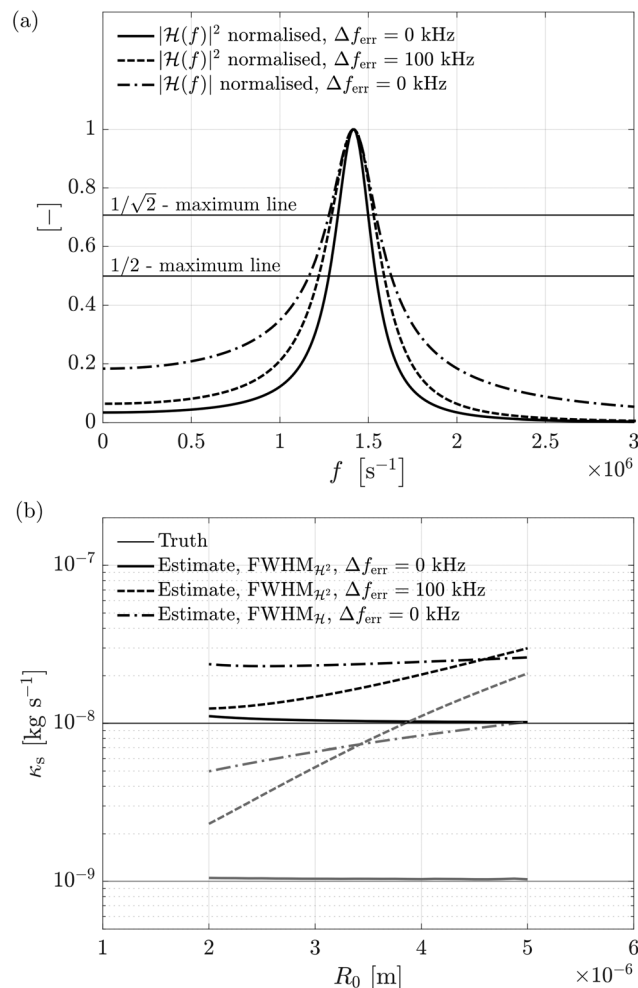 (a)
|ℋ(f)|² normalised, Δf_err = 0 kHz
|ℋ(f)|² normalised, Δf_err = 100 kHz
|ℋ(f)| normalised, Δf_err = 0 kHz
1
1/√2 - maximum line
0.8
[−]
0.6
1/2 - maximum line
0.4
0.2
0
0 0.5 1 1.5 2 2.5 3
f [s⁻¹]
×10⁶
(b)
Truth
Estimate, FWHM_ℋ², Δf_err = 0 kHz
Estimate, FWHM_ℋ², Δf_err = 100 kHz
Estimate, FWHM_ℋ, Δf_err = 0 kHz
10⁻⁷
κ_s [kg s⁻¹]
10⁻⁸
10⁻⁹
1 2 3 4 5 6
R₀ [m]
×10⁻⁶